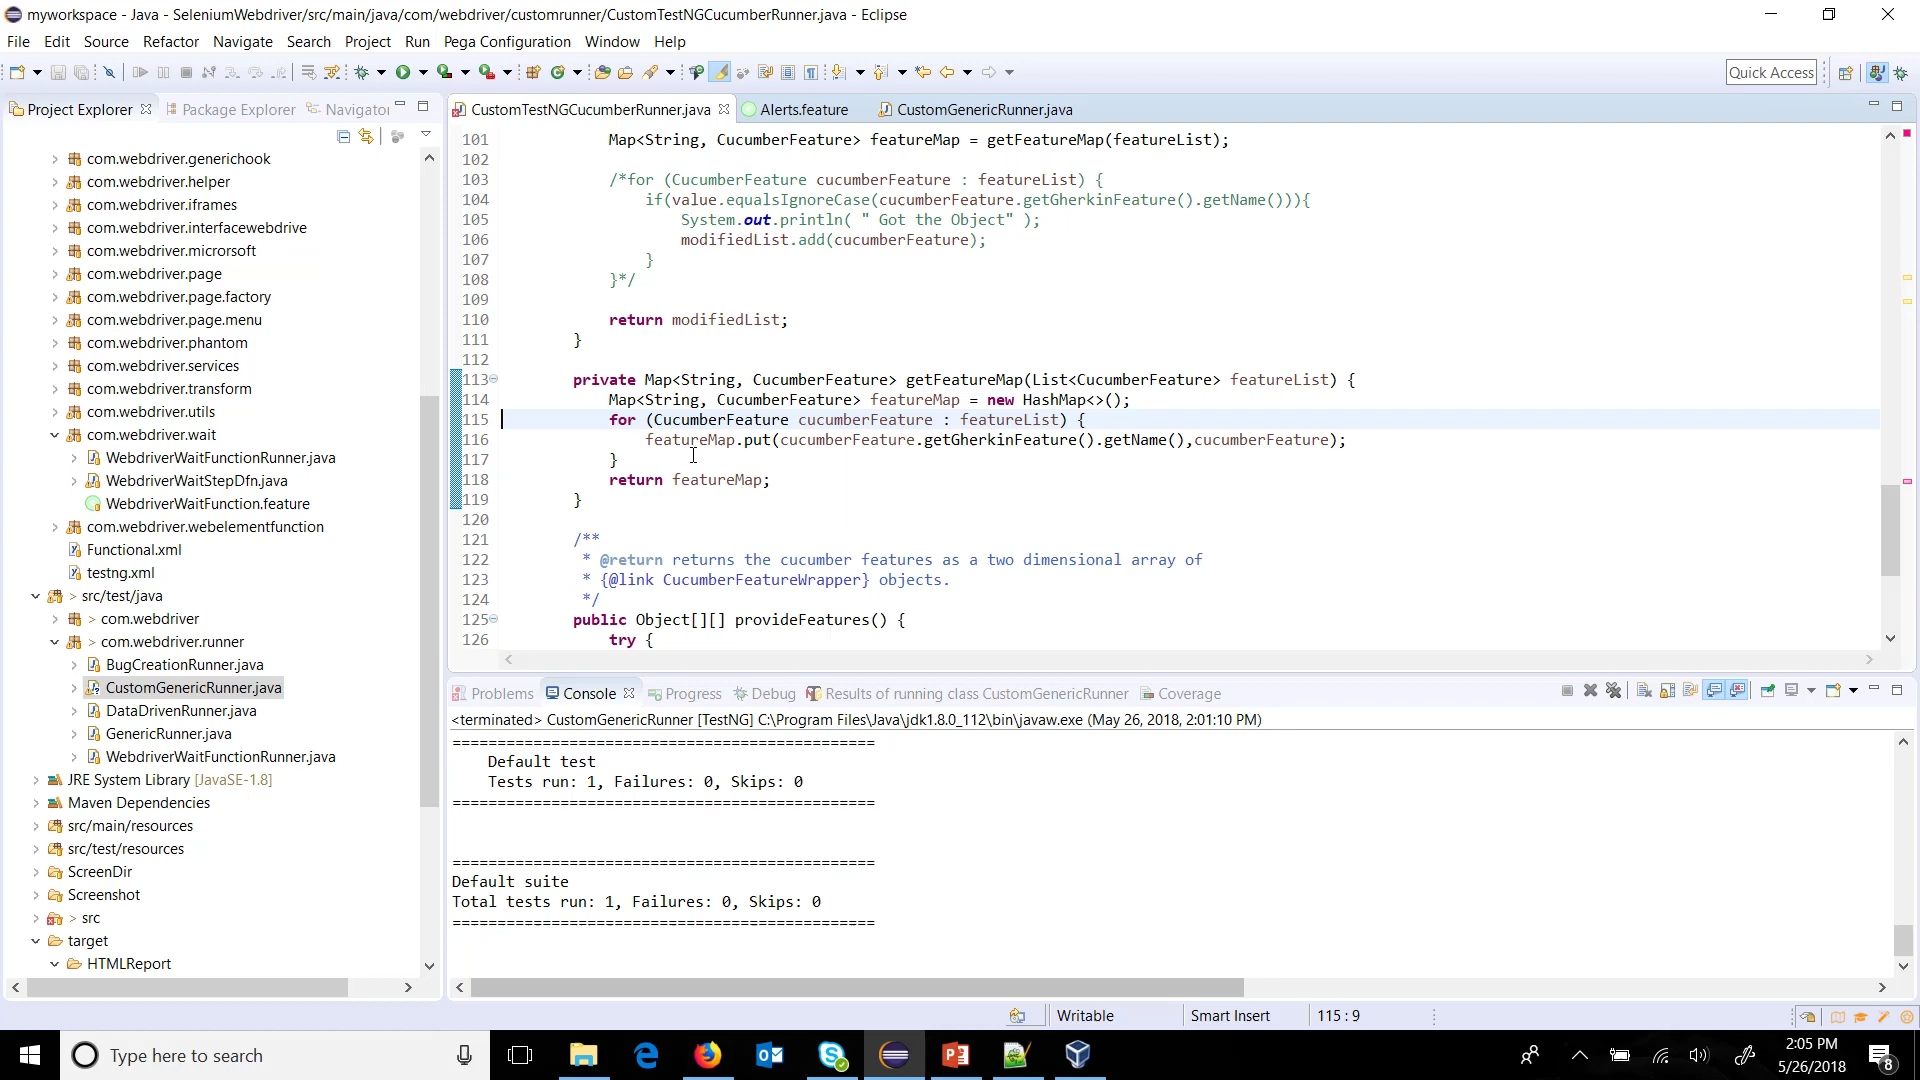 myworkspace - Java - SeleniumWebdriver/src/main/java/com/webdriver/customrunner/CustomTestNGCucumberRunner.java - Eclipse
File Edit Source Refactor Navigate Search Project Run Pega Configuration Window Help
Quick Access
Project Explorer Package Explorer Navigator
com.webdriver.generichook
com.webdriver.helper
com.webdriver.iframes
com.webdriver.interfacewebdrive
com.webdriver.microrsoft
com.webdriver.page
com.webdriver.page.factory
com.webdriver.page.menu
com.webdriver.phantom
com.webdriver.services
com.webdriver.transform
com.webdriver.utils
com.webdriver.wait
WebdriverWaitFunctionRunner.java
WebdriverWaitStepDfn.java
WebdriverWaitFunction.feature
com.webdriver.webelementfunction
Functional.xml
testng.xml
> src/test/java
> com.webdriver
> com.webdriver.runner
BugCreationRunner.java
CustomGenericRunner.java
DataDrivenRunner.java
GenericRunner.java
WebdriverWaitFunctionRunner.java
JRE System Library [JavaSE-1.8]
Maven Dependencies
src/main/resources
src/test/resources
ScreenDir
Screenshot
> src
target
HTMLReport
CustomTestNGCucumberRunner.java Alerts.feature CustomGenericRunner.java
101 Map<String, CucumberFeature> featureMap = getFeatureMap(featureList);
102
103 /*for (CucumberFeature cucumberFeature : featureList) {
104 if(value.equalsIgnoreCase(cucumberFeature.getGherkinFeature().getName())){
105 System.out.println( " Got the Object" );
106 modifiedList.add(cucumberFeature);
107 }
108 }*/
109
110 return modifiedList;
111 }
112
113 private Map<String, CucumberFeature> getFeatureMap(List<CucumberFeature> featureList) {
114 Map<String, CucumberFeature> featureMap = new HashMap<>();
115 for (CucumberFeature cucumberFeature : featureList) {
116 featureMap.put(cucumberFeature.getGherkinFeature().getName(),cucumberFeature);
117 }
118 return featureMap;
119 }
120
121 /**
122 * @return returns the cucumber features as a two dimensional array of
123 * {@link CucumberFeatureWrapper} objects.
124 */
125 public Object[][] provideFeatures() {
126 try {
Problems Console Progress Debug Results of running class CustomGenericRunner Coverage
<terminated> CustomGenericRunner [TestNG] C:\Program Files\Java\jdk1.8.0_112\bin\javaw.exe (May 26, 2018, 2:01:10 PM)
===============================================
Default test
Tests run: 1, Failures: 0, Skips: 0
===============================================
===============================================
Default suite
Total tests run: 1, Failures: 0, Skips: 0
===============================================
Writable Smart Insert 115 : 9
Type here to search
2:05 PM
5/26/2018
8